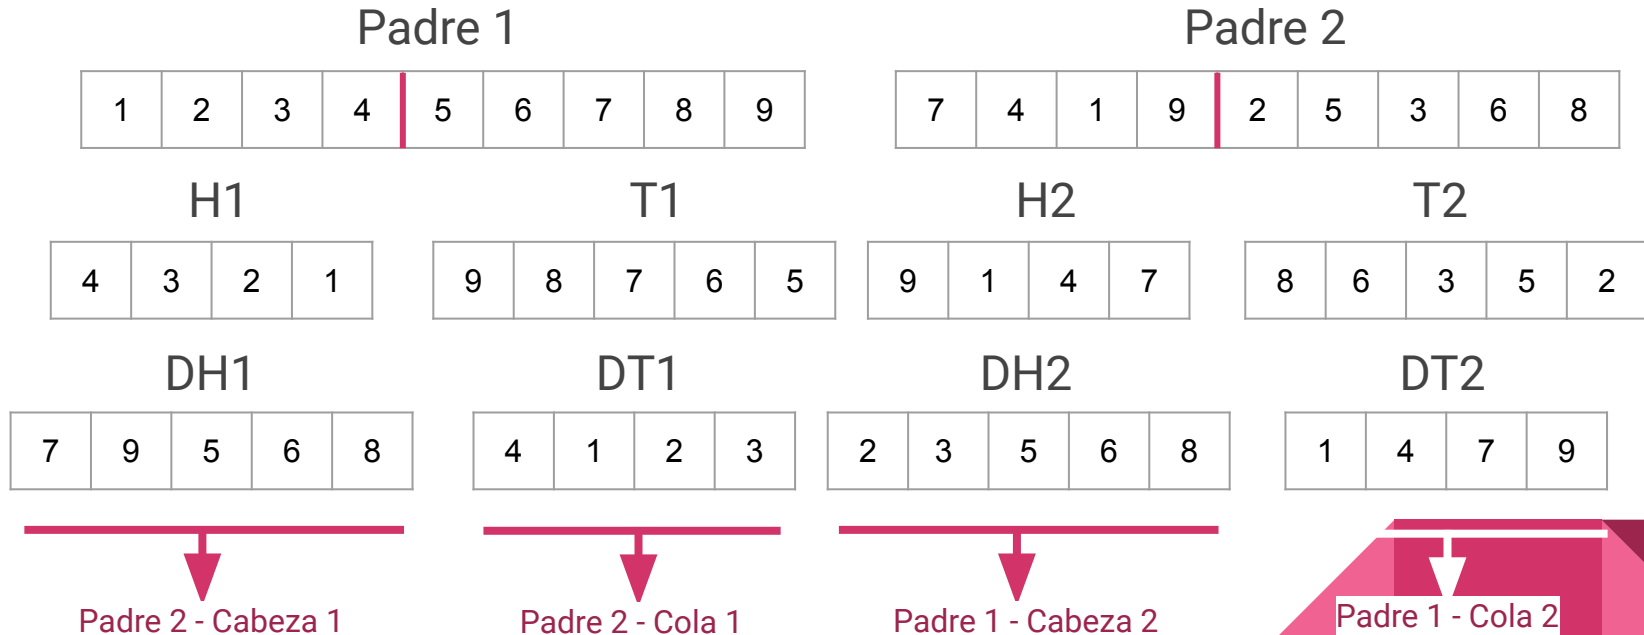 Padre 1 Padre 2
1 2 3 4 5 6 7 8 9 7 4 1 9 2 5 3 6 8
H1 T1 H2 T2
4 3 2 1 9 8 7 6 5 9 1 4 7 8 6 3 5 2
DH1 DT1 DH2 DT2
7 9 5 6 8 4 1 2 3 2 3 5 6 8 1 4 7 9
Padre 2 - Cabeza 1 Padre 2 - Cola 1 Padre 1 - Cabeza 2 Padre 1 - Cola 2